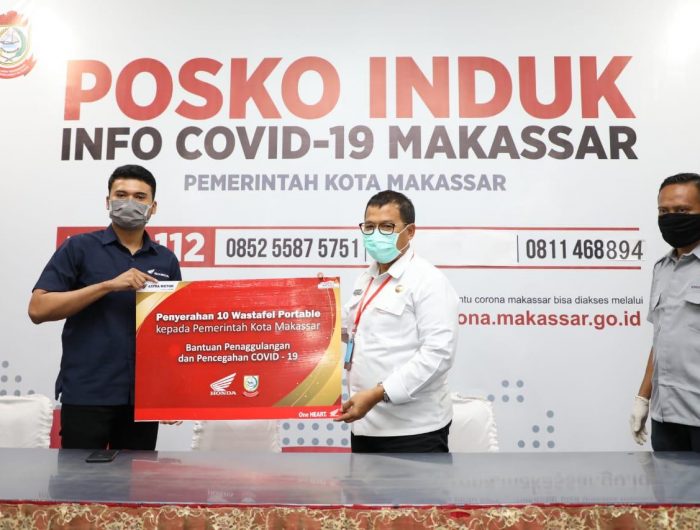 POSKO INDUK
INFO COVID-19 MAKASSAR
PEMERINTAH KOTA MAKASSAR
112
0852 5587 5751
0811 468894
ntu corona makassar bisa diakses melalui
ona.makassar.go.id
ASTRA MOTOR
Penyerahan 10 Wastafel Portable
kepada Pemerintah Kota Makassar
Bantuan Penaggulangan
dan Pencegahan COVID - 19
HONDA
One HEART.